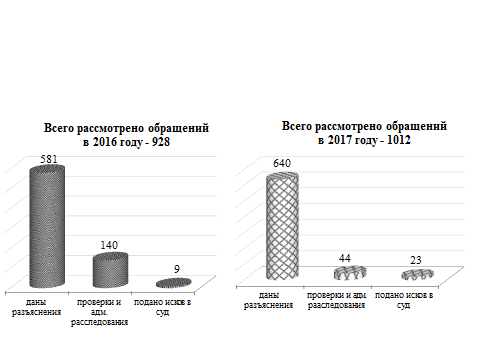 Всего рассмотрено обращений
в 2016 году - 928
581
140
9
даны
разъяснения
проверки и
адм.
расследования
подано исков в
суд
Всего рассмотрено обращений
в 2017 году - 1012
640
44
23
даны
разъяснения
проверки и адм.
рааследования
подано исков в
суд